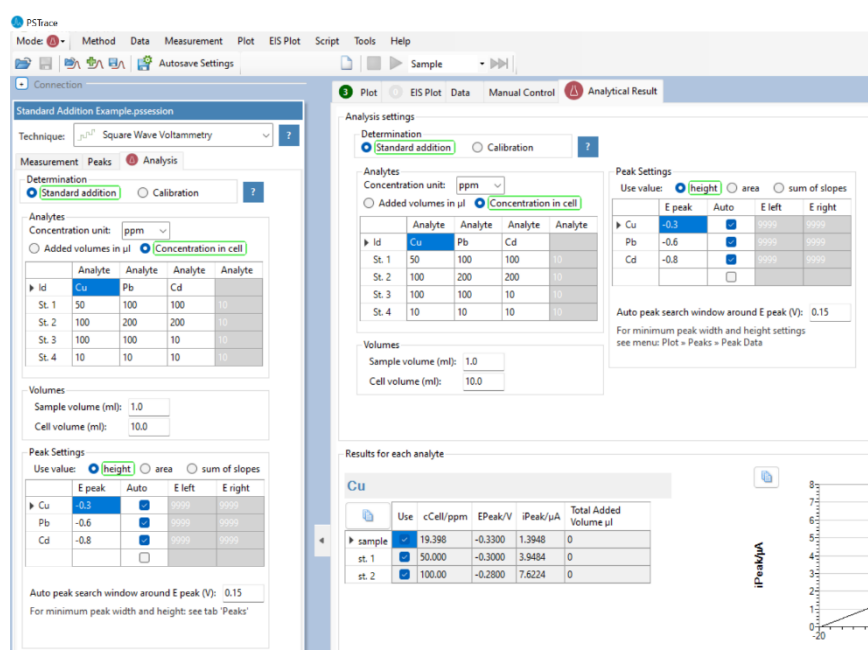 PSTrace
Mode: Method Data Measurement Plot EIS Plot Script Tools Help
Autosave Settings Sample
Connection
Standard Addition Example.pssession
Technique: Square Wave Voltammetry ?
Measurement Peaks Analysis
Determination
Standard addition Calibration ?
Analytes
Concentration unit: ppm
Added volumes in µl Concentration in cell
Analyte Analyte Analyte Analyte
Id Cu Pb Cd
St. 1 50 100 100 10
St. 2 100 200 200 10
St. 3 100 100 10 10
St. 4 10 10 10 10
Volumes
Sample volume (ml): 1.0
Cell volume (ml): 10.0
Peak Settings
Use value: height area sum of slopes
E peak Auto E left E right
Cu -0.3 9999 9999
Pb -0.6 9999 9999
Cd -0.8 9999 9999
Auto peak search window around E peak (V): 0.15
For minimum peak width and height: see tab 'Peaks'
3 Plot 0 EIS Plot Data Manual Control Analytical Result
Analysis settings
Determination
Standard addition Calibration ?
Analytes
Concentration unit: ppm
Added volumes in µl Concentration in cell
Analyte Analyte Analyte Analyte
Id Cu Pb Cd
St. 1 50 100 100 10
St. 2 100 200 200 10
St. 3 100 100 10 10
St. 4 10 10 10 10
Volumes
Sample volume (ml): 1.0
Cell volume (ml): 10.0
Peak Settings
Use value: height area sum of slopes
E peak Auto E left E right
Cu -0.3 9999 9999
Pb -0.6 9999 9999
Cd -0.8 9999 9999
Auto peak search window around E peak (V): 0.15
For minimum peak width and height settings
see menu: Plot » Peaks » Peak Data
Results for each analyte
Cu
Use cCell/ppm EPeak/V iPeak/µA Total Added
Volume µl
sample 19.398 -0.3300 1.3948 0
st. 1 50.000 -0.3000 3.9484 0
st. 2 100.00 -0.2800 7.6224 0
iPeak/µA
8
7
6
5
4
3
2
1
0
-20